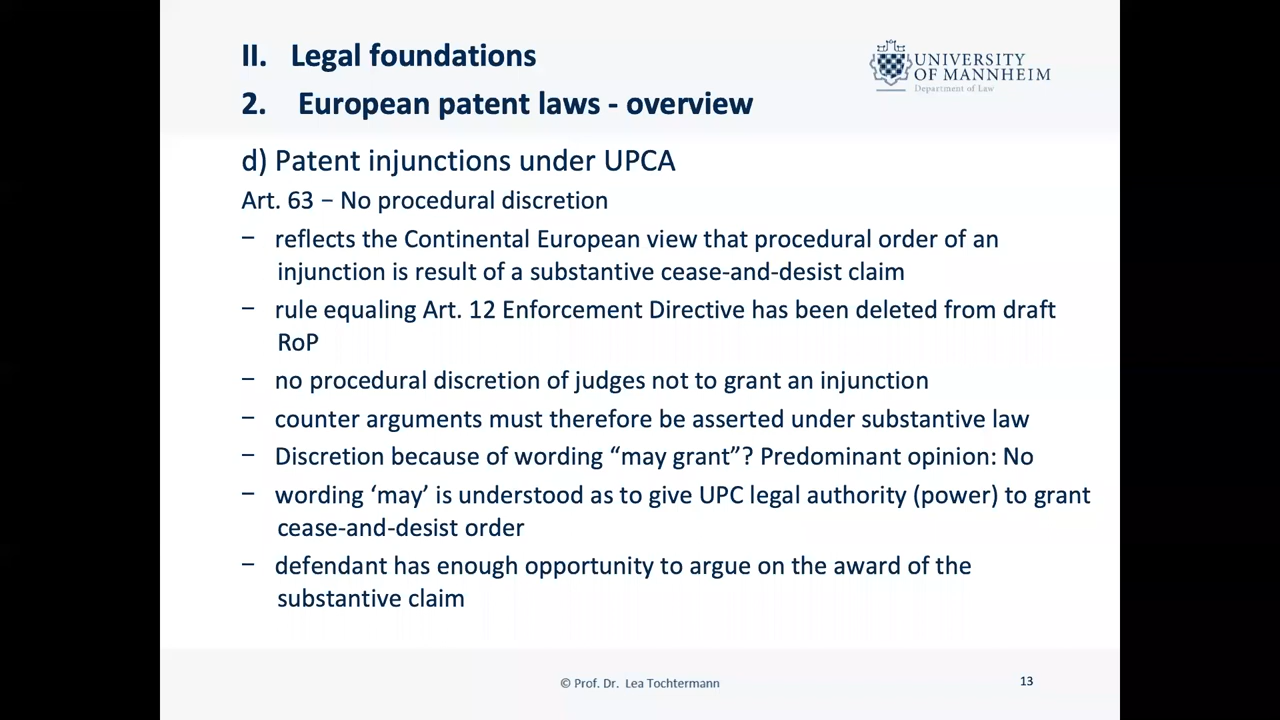 II. Legal foundations
UNIVERSITY
OF MANNHEIM
Department of Law
2. European patent laws - overview
d) Patent injunctions under UPCA
Art. 63 – No procedural discretion
– reflects the Continental European view that procedural order of an
injunction is result of a substantive cease-and-desist claim
– rule equaling Art. 12 Enforcement Directive has been deleted from draft
RoP
– no procedural discretion of judges not to grant an injunction
– counter arguments must therefore be asserted under substantive law
– Discretion because of wording “may grant”? Predominant opinion: No
– wording ‘may’ is understood as to give UPC legal authority (power) to grant
cease-and-desist order
– defendant has enough opportunity to argue on the award of the
substantive claim
© Prof. Dr. Lea Tochtermann
13